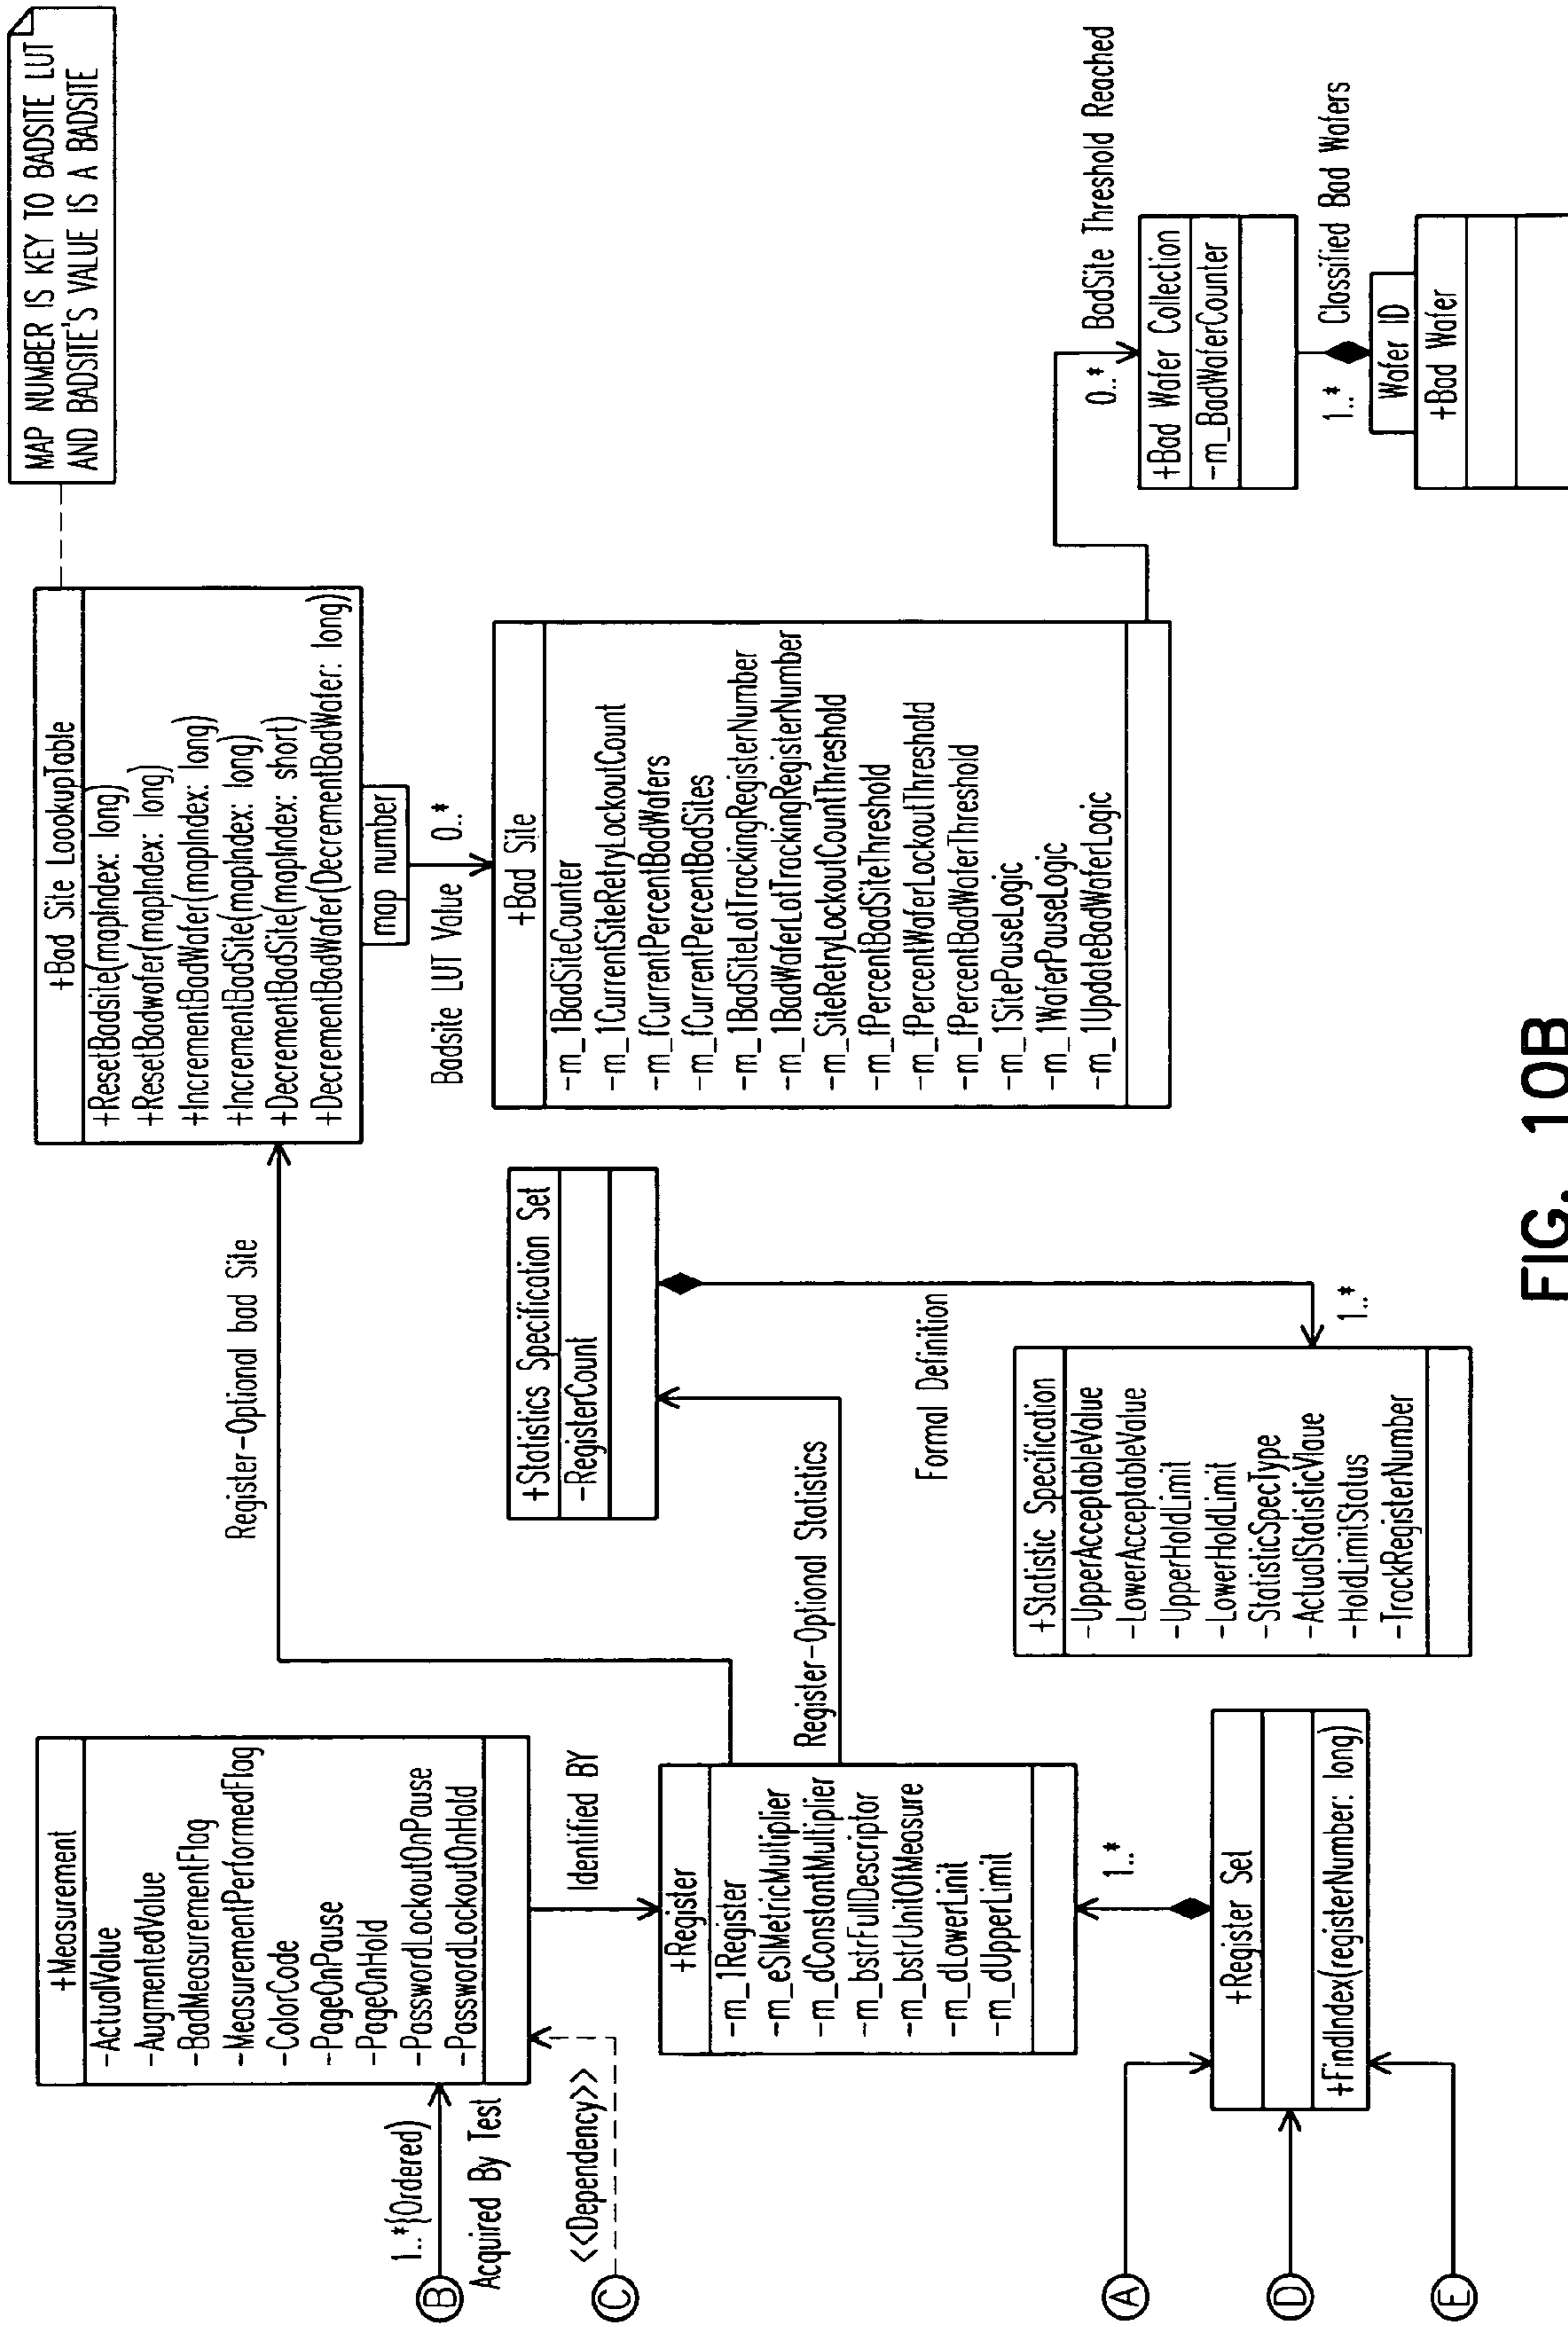 MAP NUMBER IS KEY TO BADSITE LUT
AND BADSITE'S VALUE IS A BADSITE
+Measurement
-ActualValue
-AugmentedValue
-BadMeasurementFlag
-MeasurementPerformedFlag
-ColorCode
-PageOnPause
-PageOnHold
-PasswordLockoutOnPause
-PasswordLockoutOnHold
1..*{Ordered)
B
Acquired By Test
<<Dependency>>
C
Identified BY
Register-Optional bad Site
+Bad Site LoookupTable
+ResetBadsite(mapIndex: long)
+ResetBadwafer(mapIndex: long)
+IncrementBadWafer(mapIndex: long)
+IncrementBadSite(mapIndex: long)
+DecrementBadSite(mapIndex: short)
+DecrementBadWafer(DecrementBadWafer: long)
map number
Badsite LUT Value
0..*
+Register
-m_1Register
-m_eSIMetricMultiplier
-m_dConstantMultiplier
-m_bstrFullDescriptor
-m_bstrUnitOfMeasure
-m_dLowerLinit
-m_dUpperLimit
Register-Optional Statistics
+Statistics Specification Set
-RegisterCount
Formal Definition
1..*
+Bad Site
-m_1BadSiteCounter
-m_1CurrentSiteRetryLockoutCount
-m_fCurrentPercentBadWafers
-m_fCurrentPercentBadSites
-m_1BadSiteLotTrackingRegisterNumber
-m_1BadWaferLotTrackingRegisterNumber
-m_SiteRetryLockoutCountThreshold
-m_fPercentBadSiteThreshold
-m_fPercentWaferLockoutThreshold
-m_fPercentBadWaferThreshold
-m_1SitePauseLogic
-m_1WaferPauseLogic
-m_1UpdateBadWaferLogic
0..*
BadSite Threshold Reached
+Statistic Specification
-UpperAcceptableValue
-LowerAcceptableValue
-UpperHoldLimit
-LowerHoldLimit
-StatisticSpecType
-ActualStatisticVlaue
-HoldLimitStatus
-TrackRegisterNumber
+Bad Wafer Collection
-m_BadWaferCounter
1..*
Classified Bad Wafers
Wafer ID
+Bad Wafer
1..*
A
D
E
+Register Set
+FindIndex(registerNumber: long)
FIG. 10B